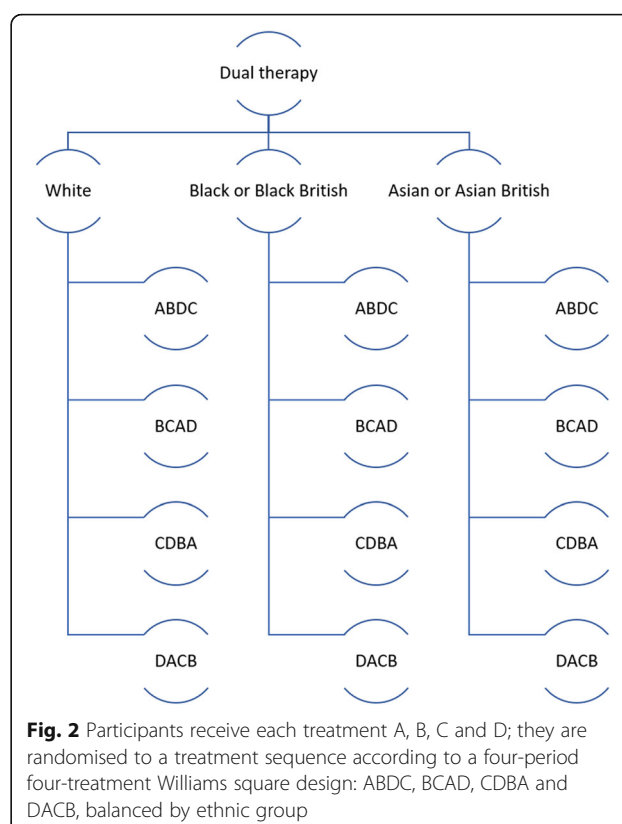 Dual therapy
White Black or Black British Asian or Asian British
ABDC ABDC ABDC
BCAD BCAD BCAD
CDBA CDBA CDBA
DACB DACB DACB
Fig. 2 Participants receive each treatment A, B, C and D; they are
randomised to a treatment sequence according to a four-period
four-treatment Williams square design: ABDC, BCAD, CDBA and
DACB, balanced by ethnic group